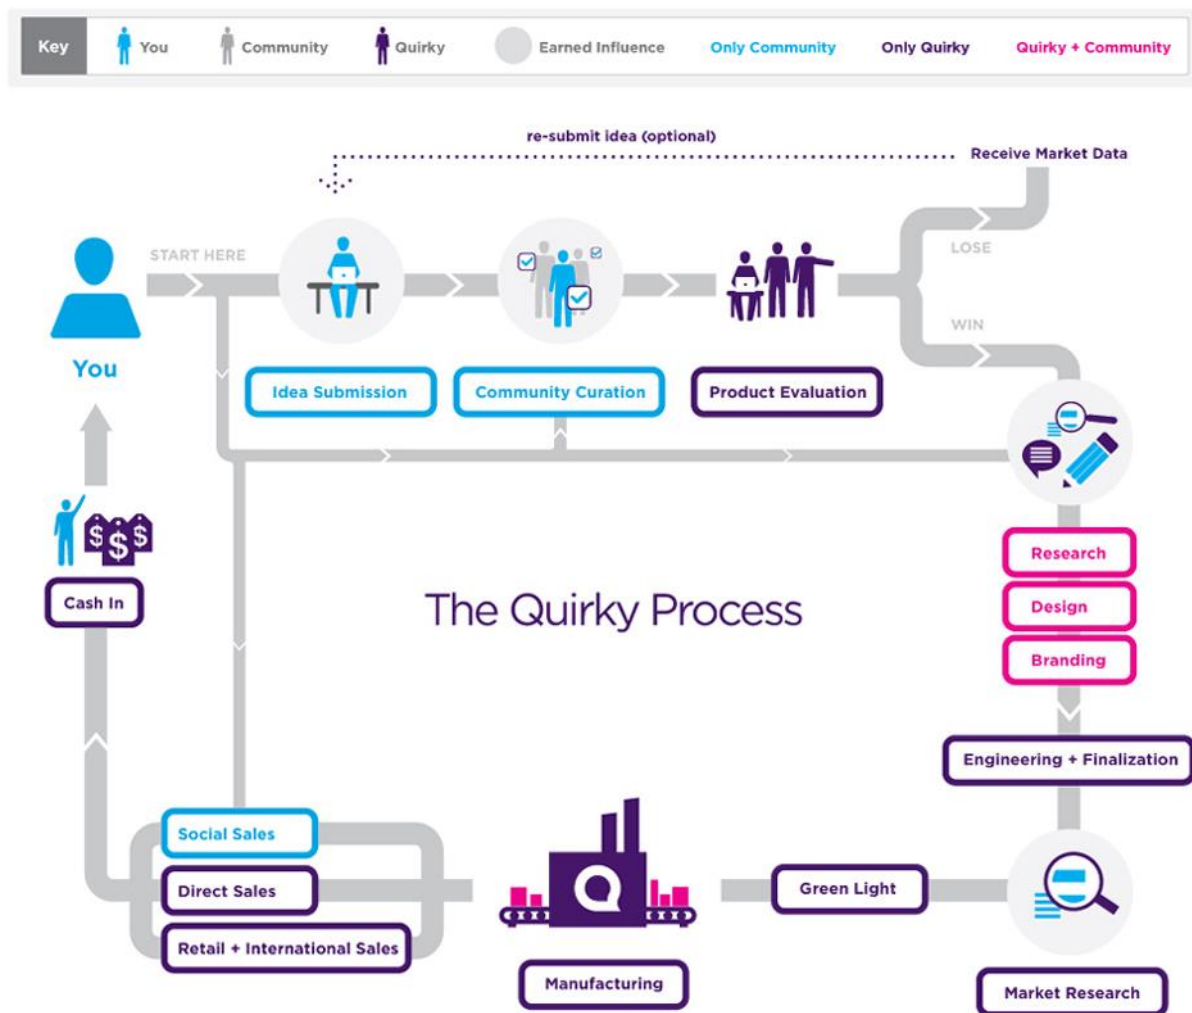 Key
You
Community
Quirky
Earned Influence
Only Community
Only Quirky
Quirky + Community
re-submit idea (optional)
Receive Market Data
START HERE
LOSE
WIN
You
Idea Submission
Community Curation
Product Evaluation
$ $ $
Cash In
The Quirky Process
Research
Design
Branding
Engineering + Finalization
Social Sales
Direct Sales
Retail + International Sales
Green Light
Manufacturing
Market Research